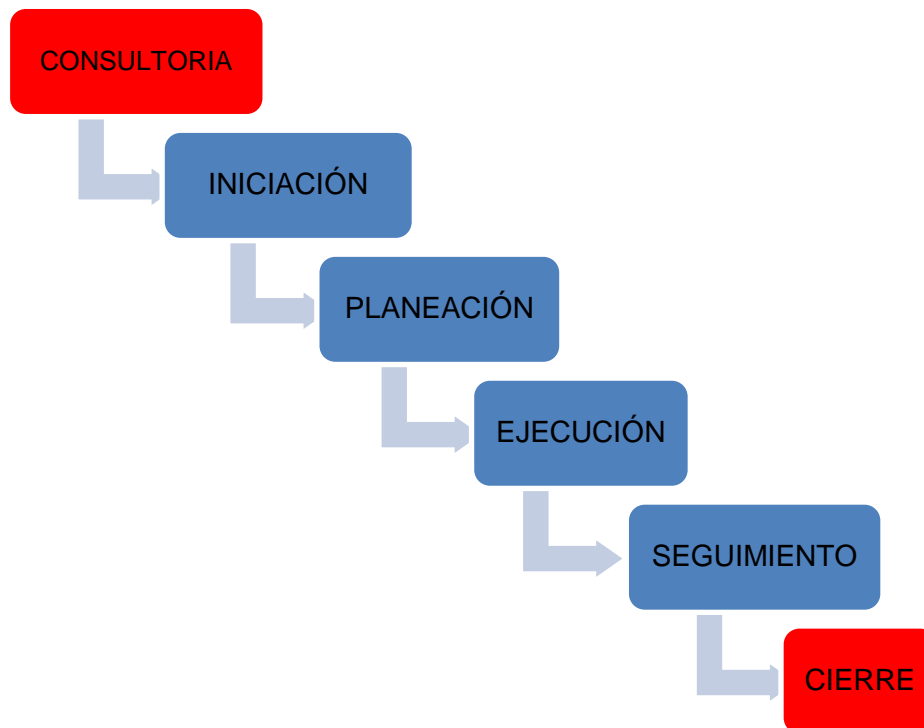 CONSULTORIA
INICIACIÓN
PLANEACIÓN
EJECUCIÓN
SEGUIMIENTO
CIERRE